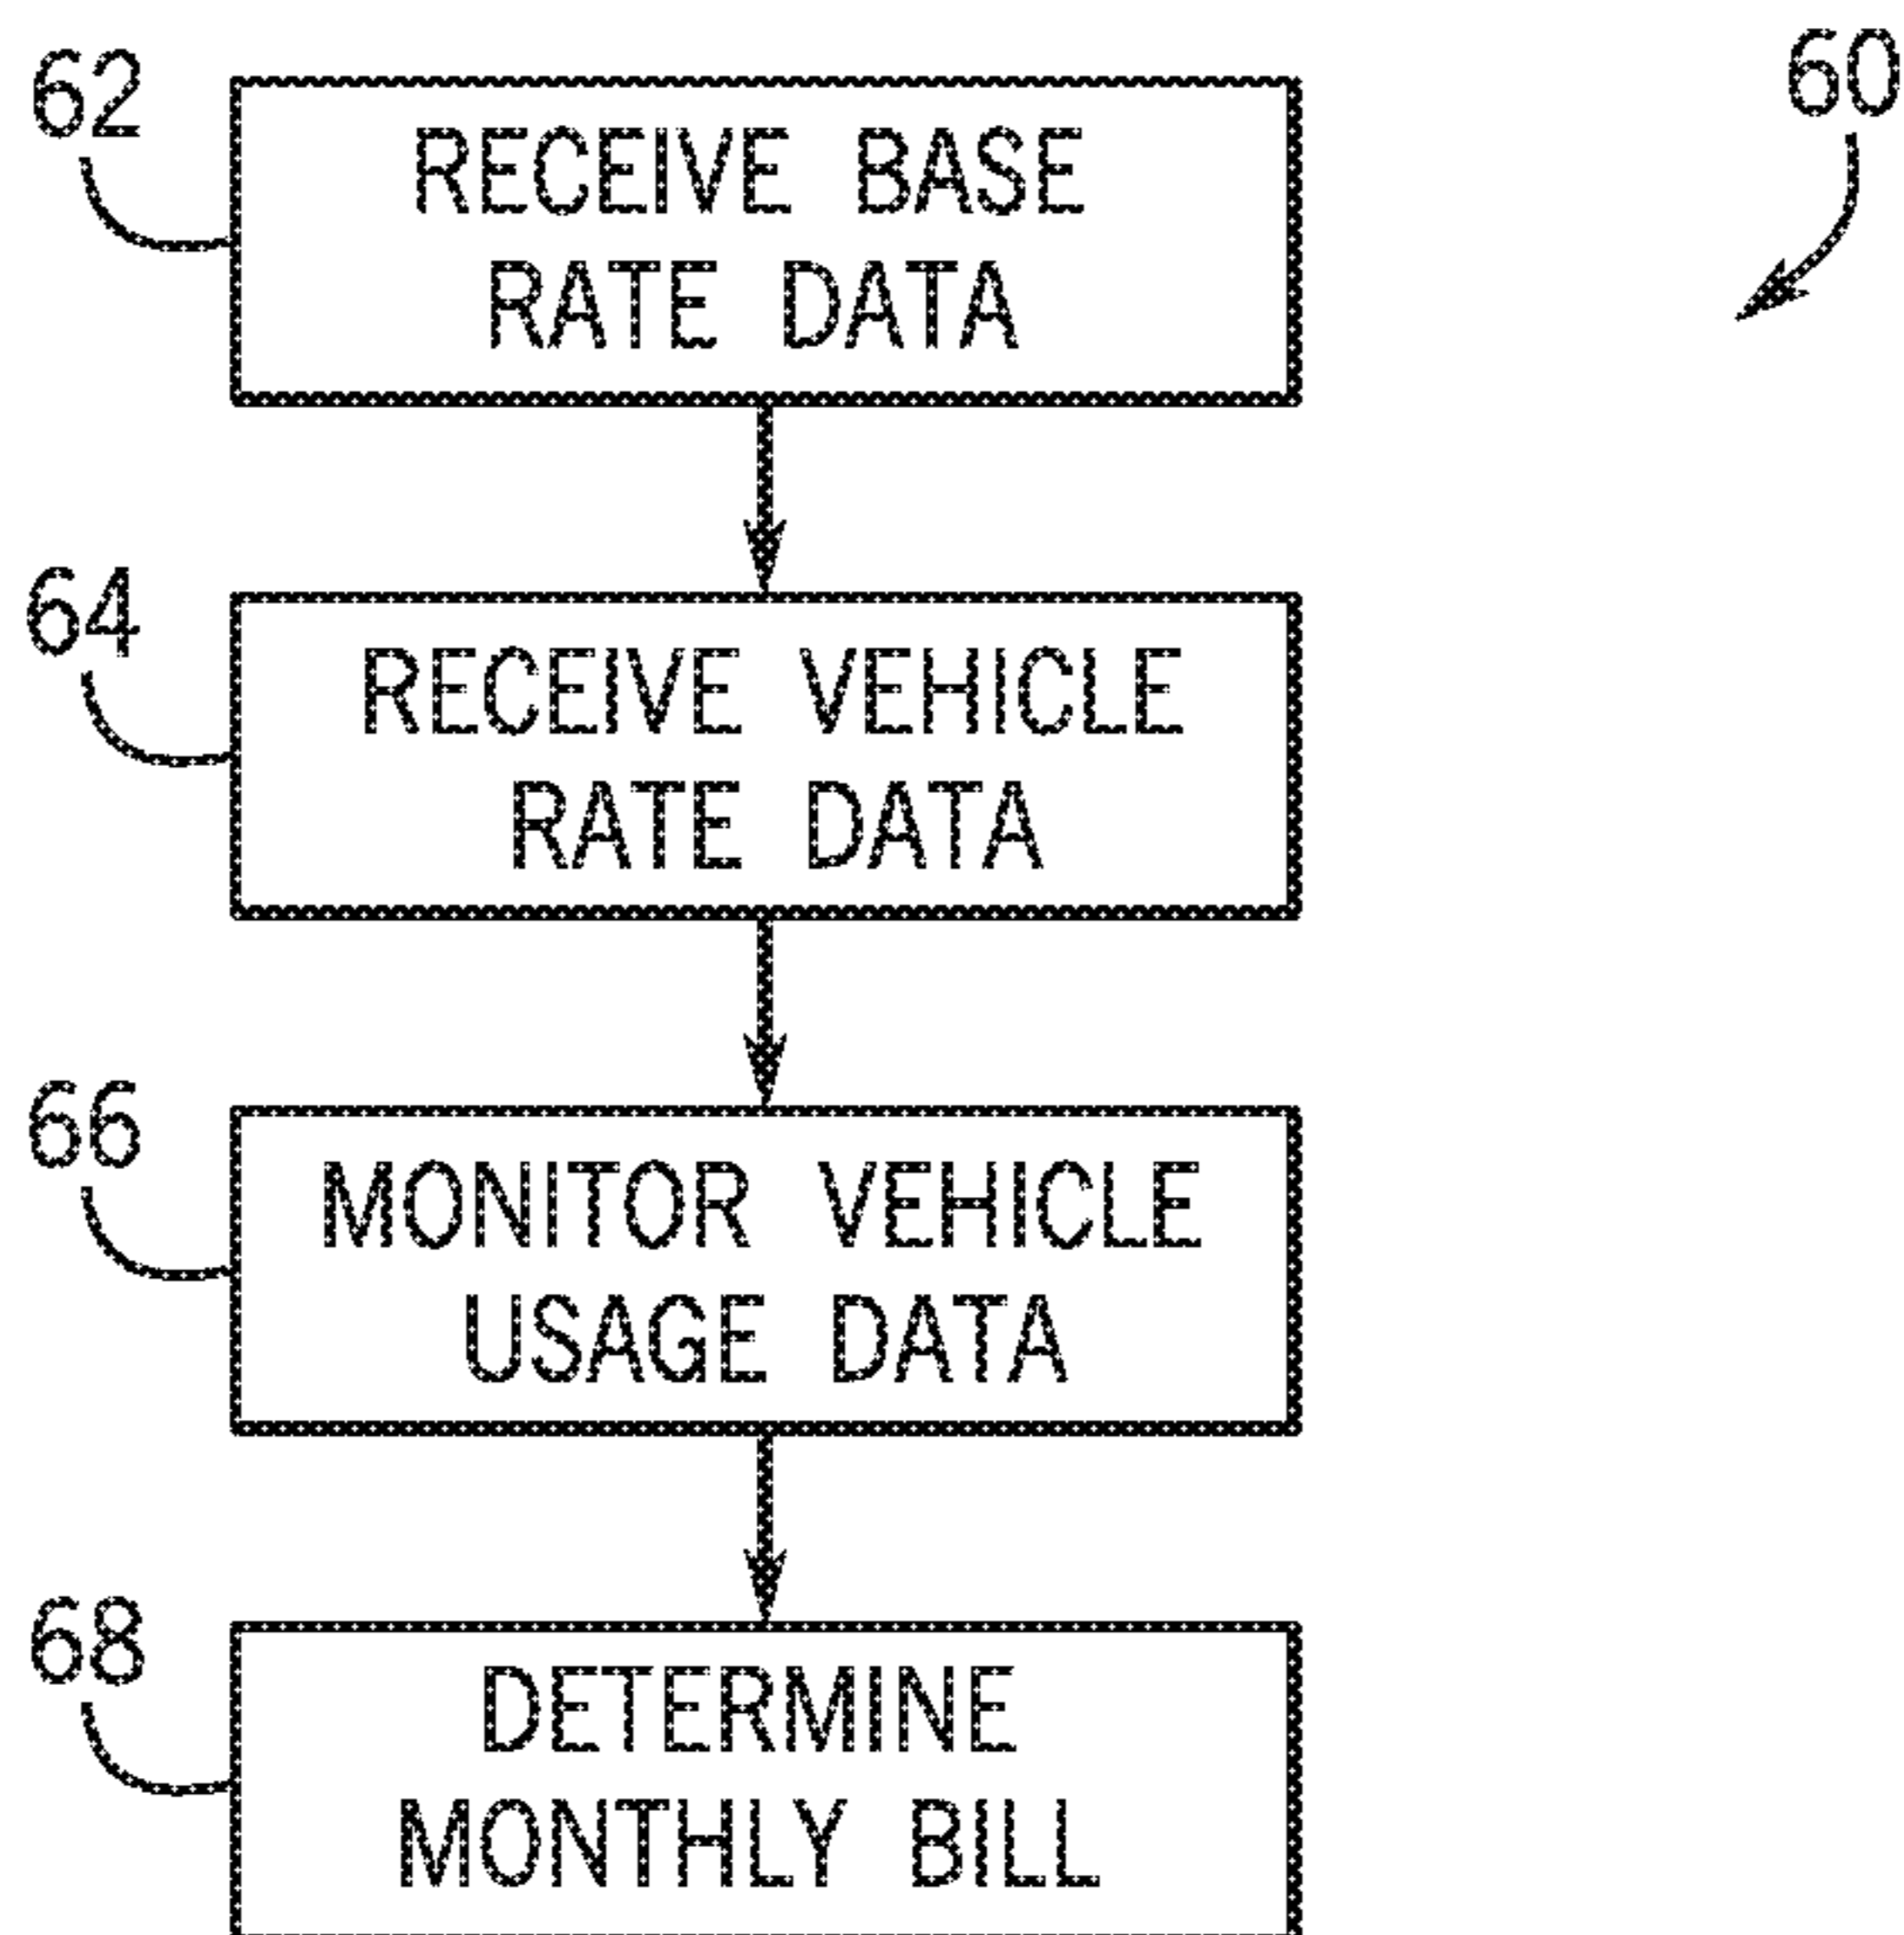 62
60
RECEIVE BASE
RATE DATA
64
RECEIVE VEHICLE
RATE DATA
66
MONITOR VEHICLE
USAGE DATA
68
DETERMINE
MONTHLY BILL